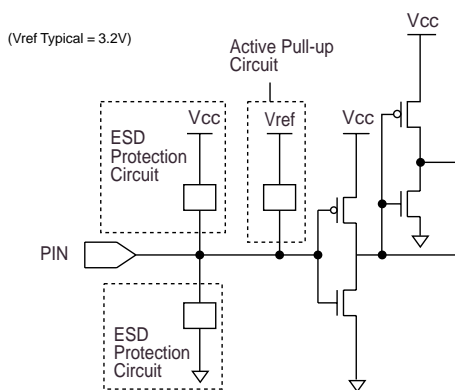 (Vref Typical = 3.2V)
Active Pull-up
Circuit
Vcc
Vcc
Vref
Vcc
ESD
Protection
Circuit
PIN
ESD
Protection
Circuit